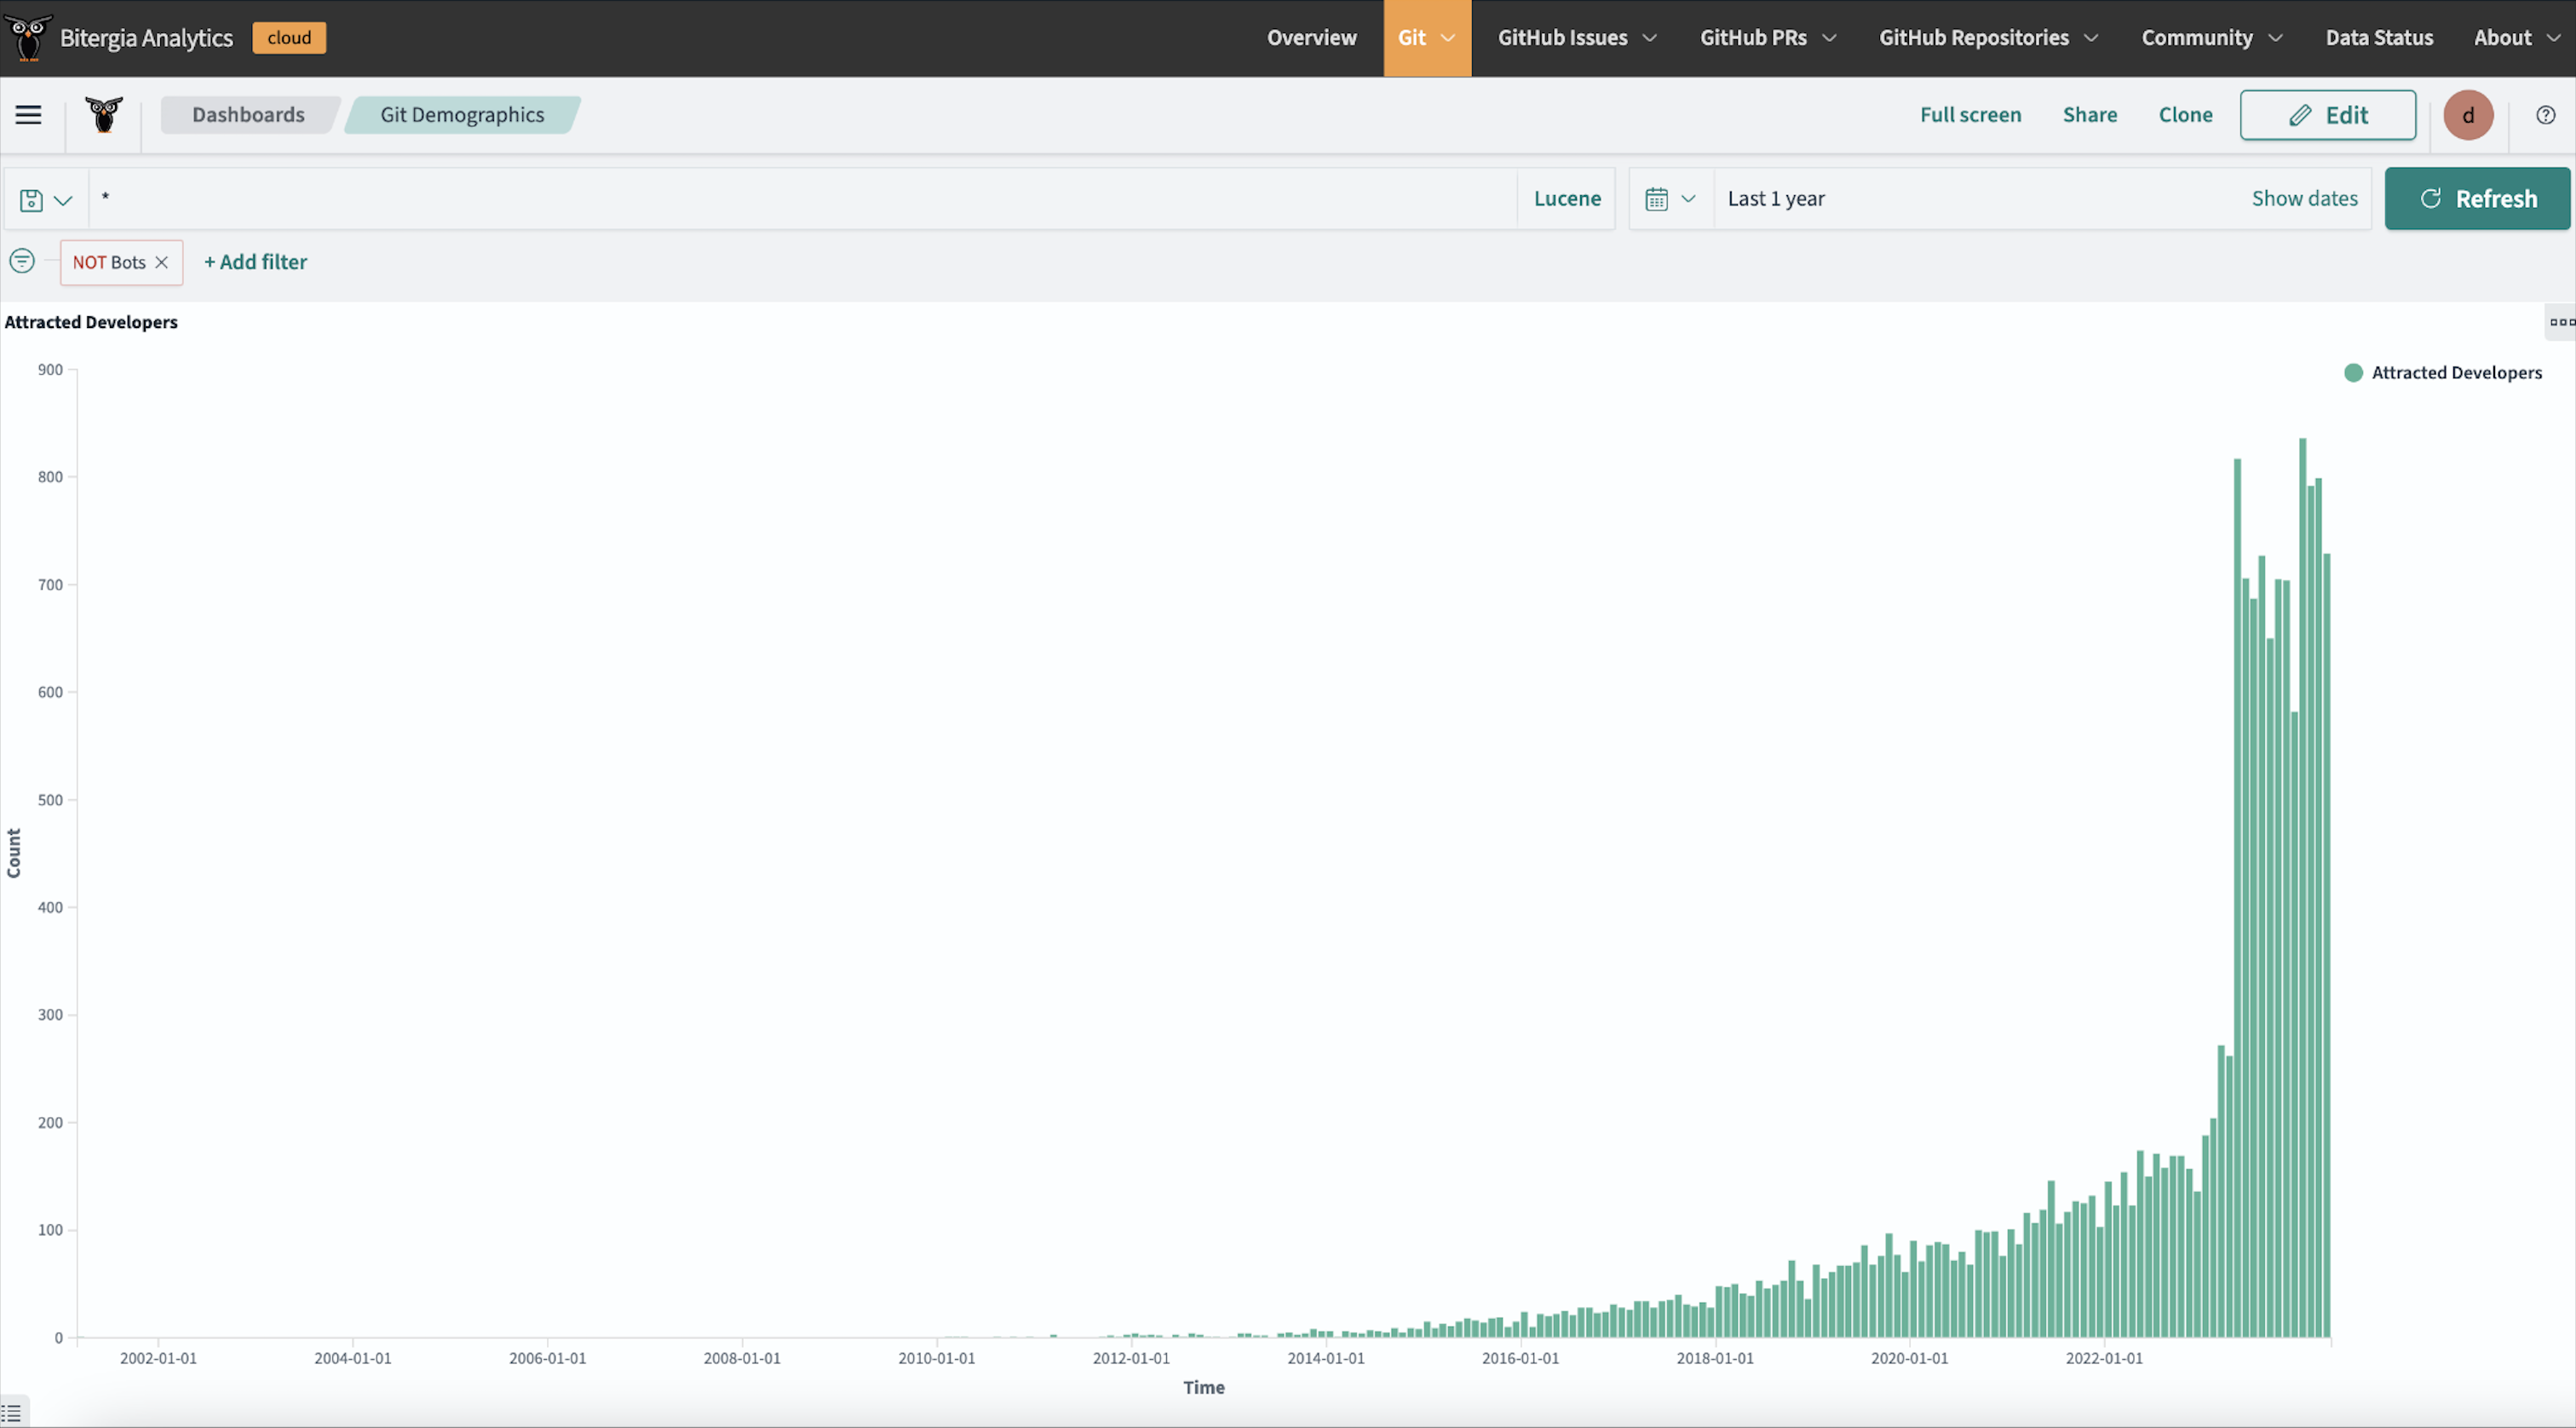 Bitergia Analytics cloud Overview Git GitHub Issues GitHub PRs GitHub Repositories Community Data Status About
Dashboards Git Demographics Full screen Share Clone Edit d
* Lucene Last 1 year Show dates Refresh
NOT Bots + Add filter
Attracted Developers
Attracted Developers
900
800
700
600
500
400
300
200
100
0
Count
2002-01-01 2004-01-01 2006-01-01 2008-01-01 2010-01-01 2012-01-01 2014-01-01 2016-01-01 2018-01-01 2020-01-01 2022-01-01
Time